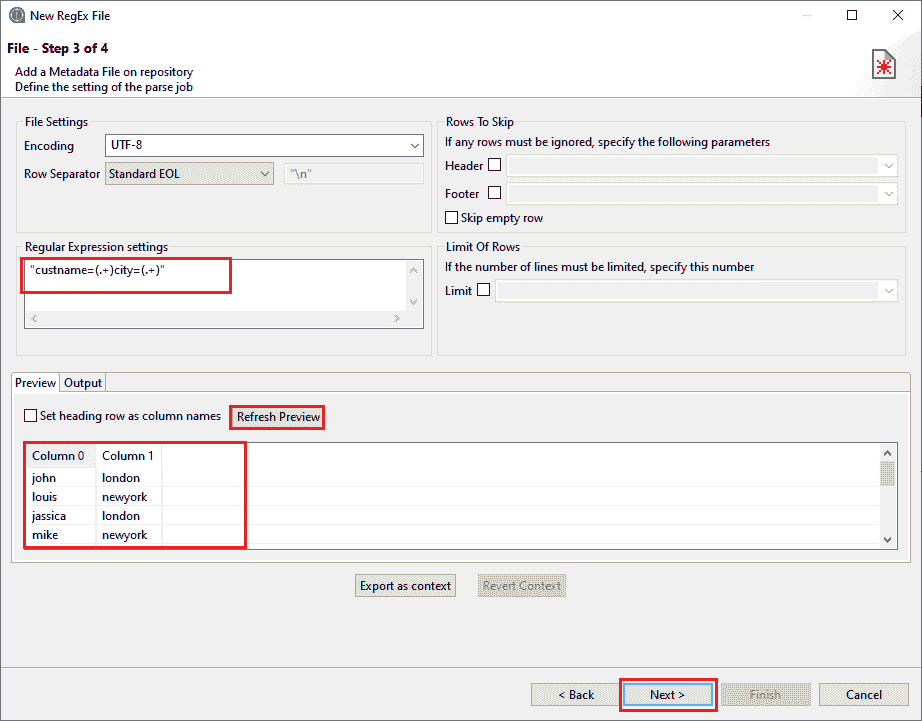 New RegEx File
File - Step 3 of 4
Add a Metadata File on repository
Define the setting of the parse job
File Settings
Encoding UTF-8
Row Separator Standard EOL "\n"
Rows To Skip
If any rows must be ignored, specify the following parameters
Header
Footer
Skip empty row
Regular Expression settings
"custname=(.+)city=(.+)"
Limit Of Rows
If the number of lines must be limited, specify this number
Limit
Preview Output
Set heading row as column names Refresh Preview
Column 0 Column 1
john london
louis newyork
jassica london
mike newyork
Export as context Revert Context
< Back Next > Finish Cancel